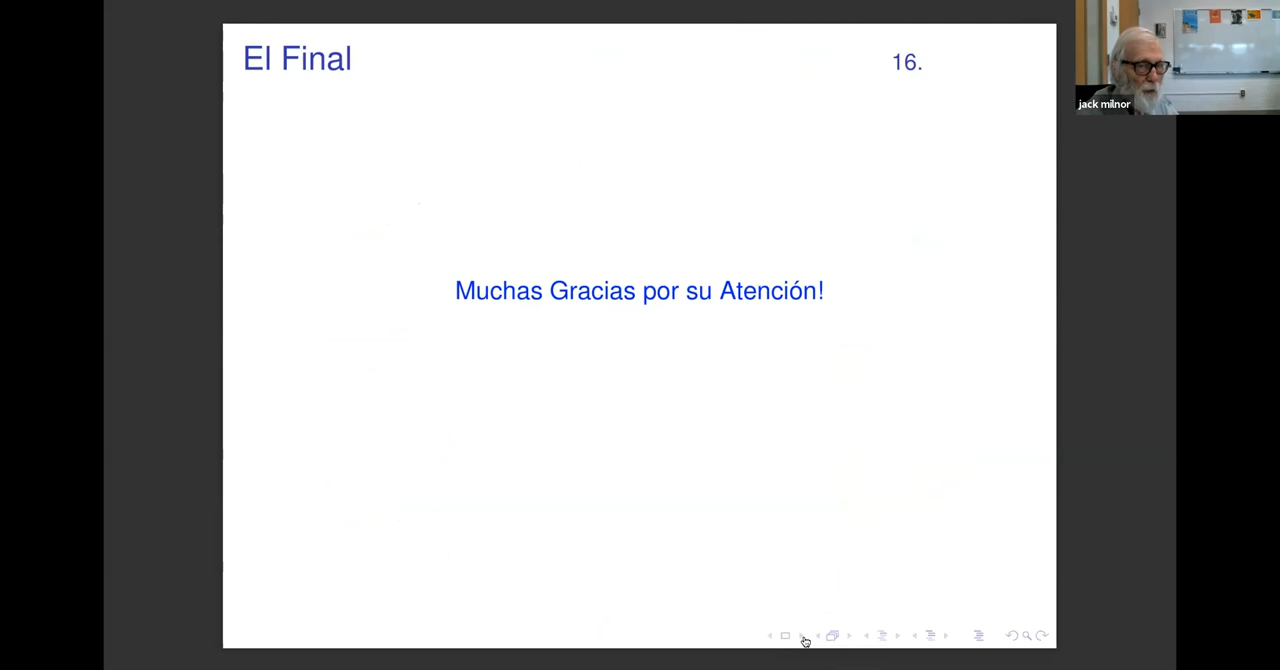 El Final 16.
Muchas Gracias por su Atención!
jack milnor